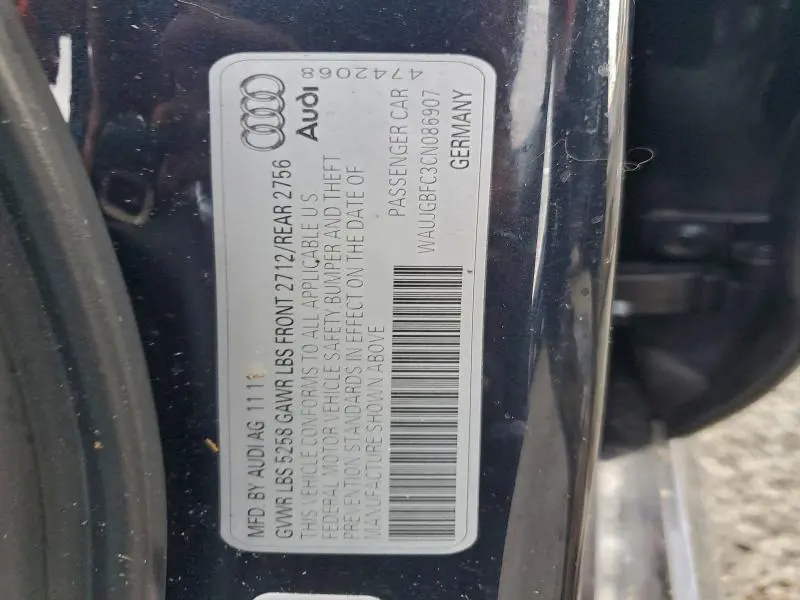 MFD BY AUDI AG 11 11
GVWR LBS 5258 GAWR LBS FRONT 2712/REAR 2756
THIS VEHICLE CONFORMS TO ALL APPLICABLE U.S
FEDERAL MOTOR VEHICLE SAFETY BUMPER AND THEFT
PREVENTION STANDARDS IN EFFECT ON THE DATE OF
MANUFACTURE SHOWN ABOVE
PASSENGER CAR
WAUJGBFC3CN086907
GERMANY
Audi
4742068